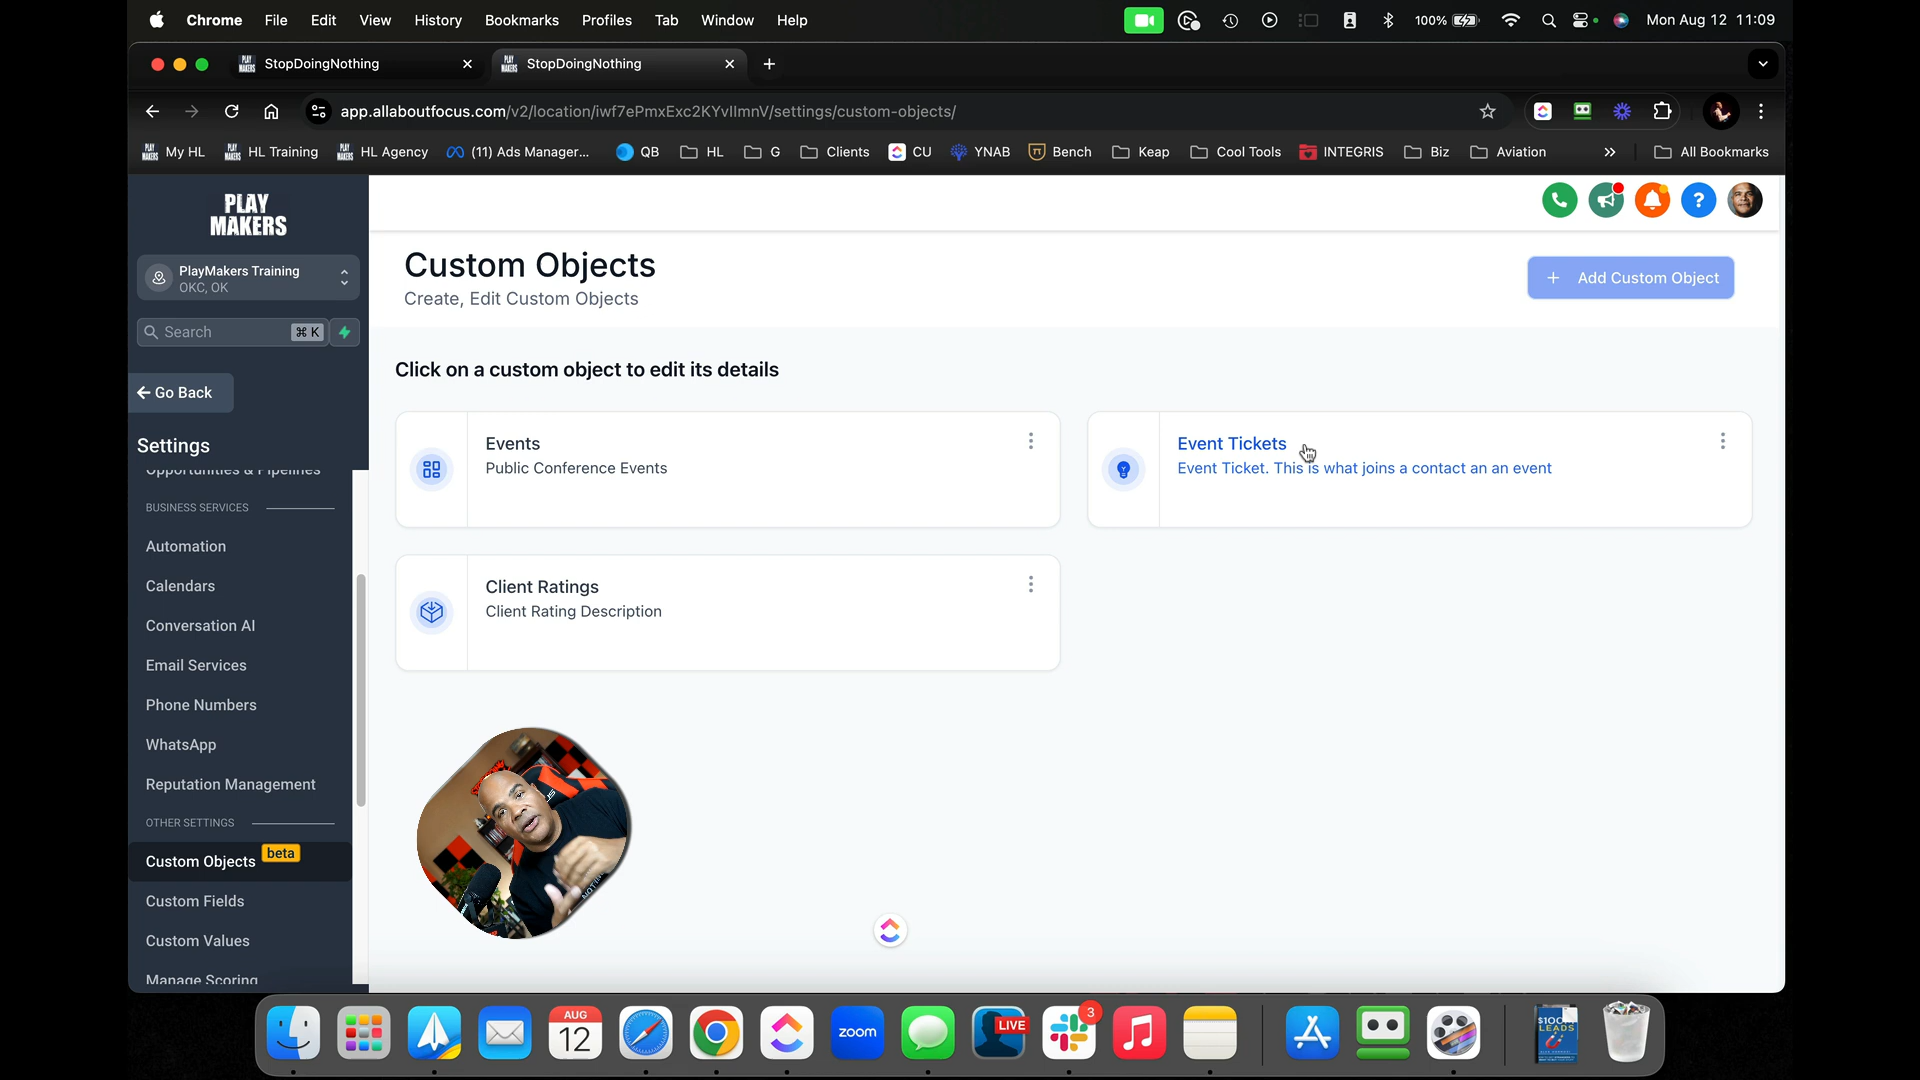 Chrome File Edit View History Bookmarks Profiles Tab Window Help
100% Mon Aug 12 11:09
StopDoingNothing
StopDoingNothing
app.allaboutfocus.com/v2/location/iwf7ePmxExc2KYvIImnV/settings/custom-objects/
My HL HL Training HL Agency (11) Ads Manager... QB HL G Clients CU YNAB Bench Keap Cool Tools INTEGRIS Biz Aviation All Bookmarks
PLAY
MAKERS
PlayMakers Training
OKC, OK
Search ⌘ K
Go Back
Settings
Opportunities & Pipelines
BUSINESS SERVICES
Automation
Calendars
Conversation AI
Email Services
Phone Numbers
WhatsApp
Reputation Management
OTHER SETTINGS
Custom Objects beta
Custom Fields
Custom Values
Manage Scoring
Custom Objects
Create, Edit Custom Objects
+ Add Custom Object
Click on a custom object to edit its details
Events
Public Conference Events
Event Tickets
Event Ticket. This is what joins a contact an an event
Client Ratings
Client Rating Description
AUG
12
zoom
LIVE
3
$100
LEADS